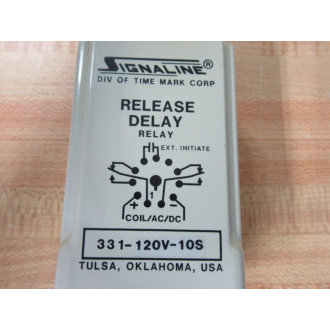 SIGNALINE®
DIV OF TIME MARK CORP
RELEASE
DELAY
RELAY
EXT. INITIATE
1
+ -
COIL/AC/DC
331-120V-10S
TULSA, OKLAHOMA, USA